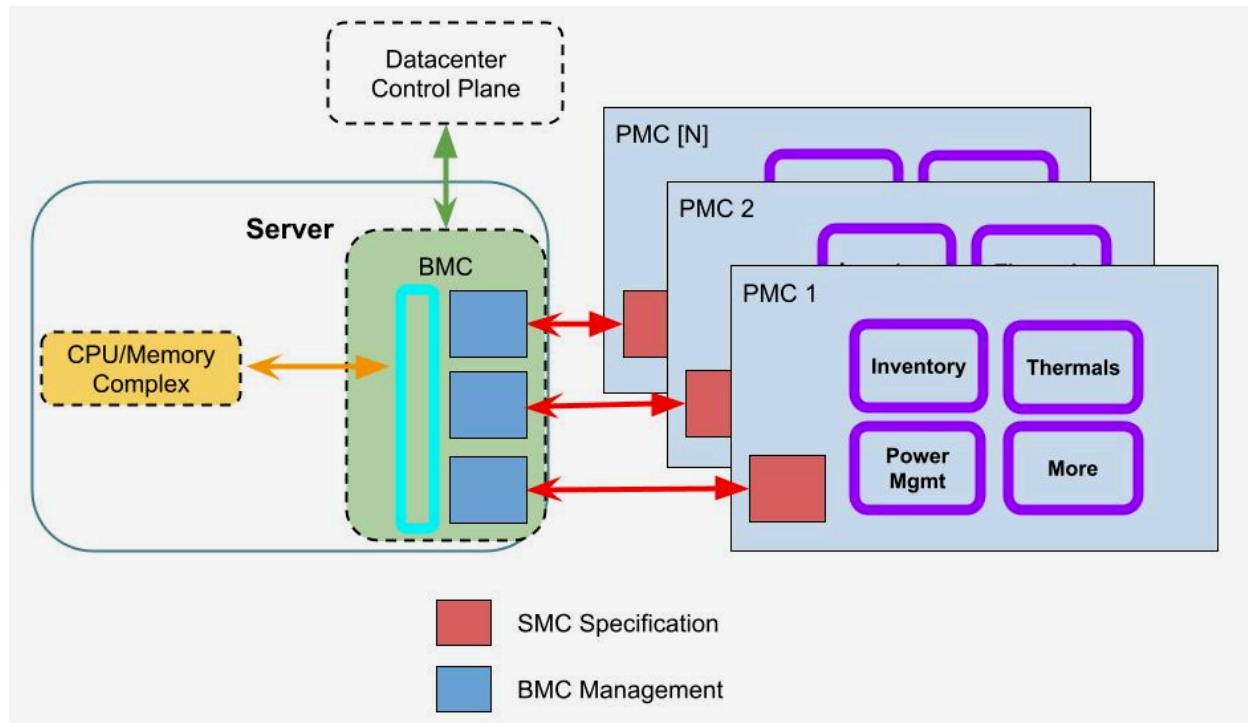 Datacenter
Control Plane
PMC [N]
PMC 2
Server
BMC
PMC 1
CPU/Memory
Complex
Inventory
Thermals
Power
Mgmt
More
SMC Specification
BMC Management